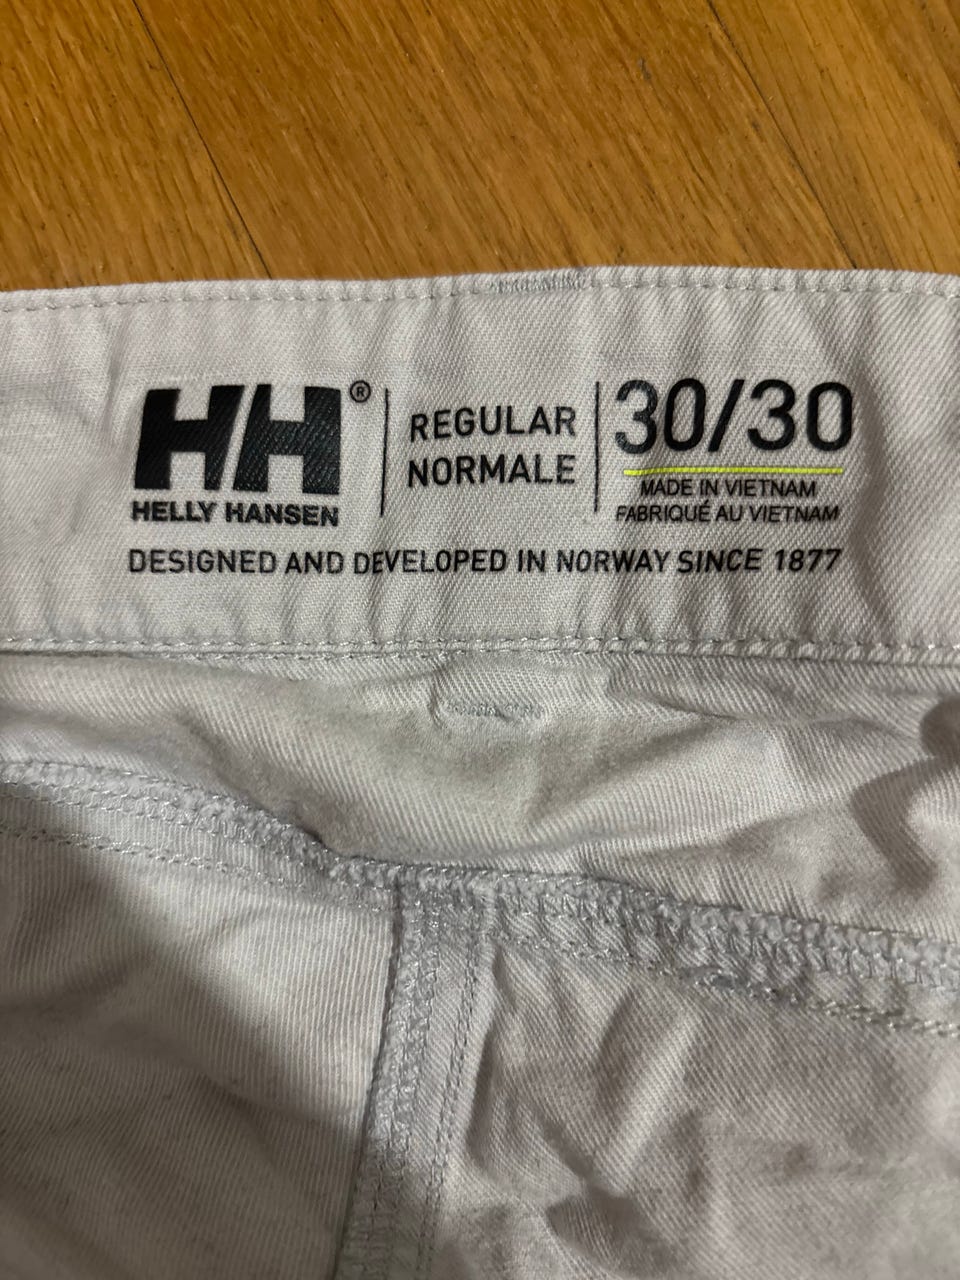 HH®
HELLY HANSEN
REGULAR
NORMALE
30/30
MADE IN VIETNAM
FABRIQUÉ AU VIETNAM
DESIGNED AND DEVELOPED IN NORWAY SINCE 1877